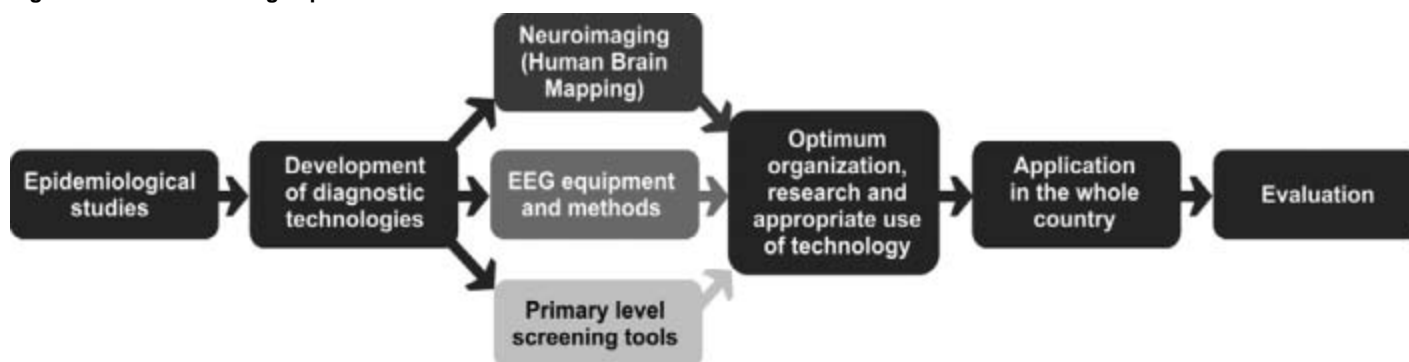 Neuroimaging
(Human Brain
Mapping)
Epidemiological
studies
Development
of diagnostic
technologies
EEG equipment
and methods
Primary level
screening tools
Optimum
organization,
research and
appropriate use
of technology
Application
in the whole
country
Evaluation